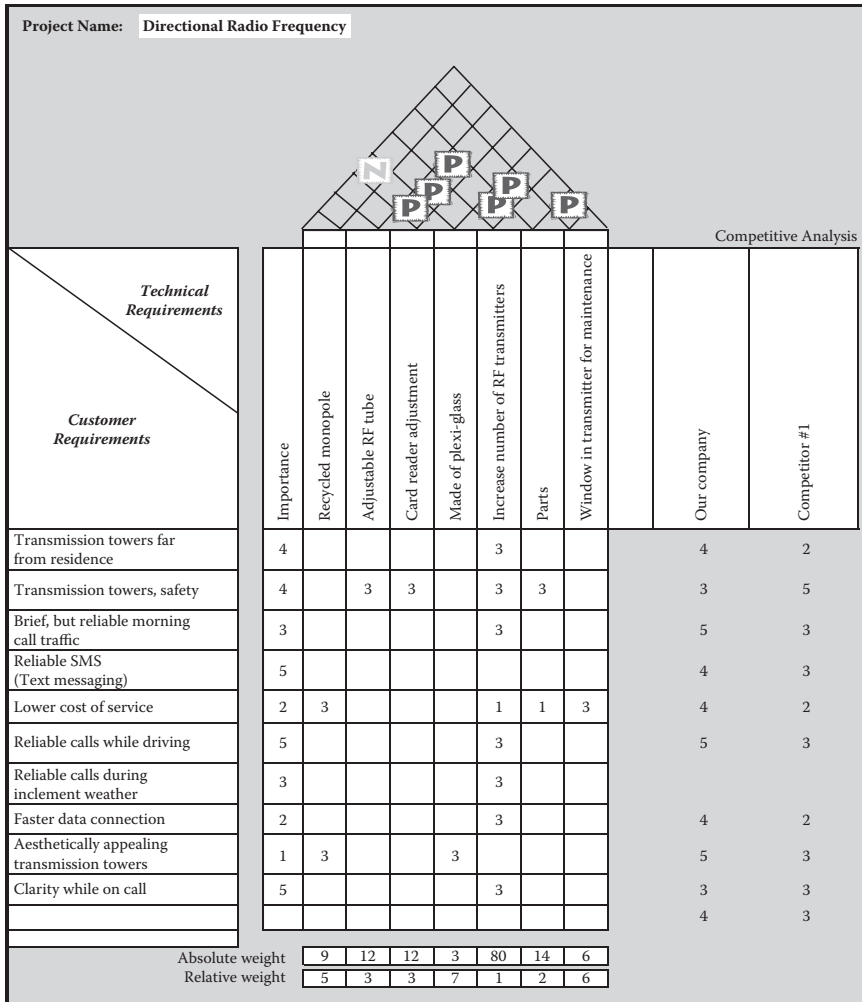 Project Name: Directional Radio Frequency
N
P
P
P
P
P
P
Competitive Analysis
Technical
Requirements
Customer
Requirements
Importance
Recycled monopole
Adjustable RF tube
Card reader adjustment
Made of plexi-glass
Increase number of RF transmitters
Parts
Window in transmitter for maintenance
Our company
Competitor #1
Transmission towers far
from residence
4 3 4 2
Transmission towers, safety 4 3 3 3 3 3 5
Brief, but reliable morning
call traffic
3 3 5 3
Reliable SMS
(Text messaging)
5 4 3
Lower cost of service 2 3 1 1 3 4 2
Reliable calls while driving 5 3 5 3
Reliable calls during
inclement weather
3 3
Faster data connection 2 3 4 2
Aesthetically appealing
transmission towers
1 3 3 5 3
Clarity while on call 5 3 3 3
4 3
Absolute weight 9 12 12 3 80 14 6
Relative weight 5 3 3 7 1 2 6